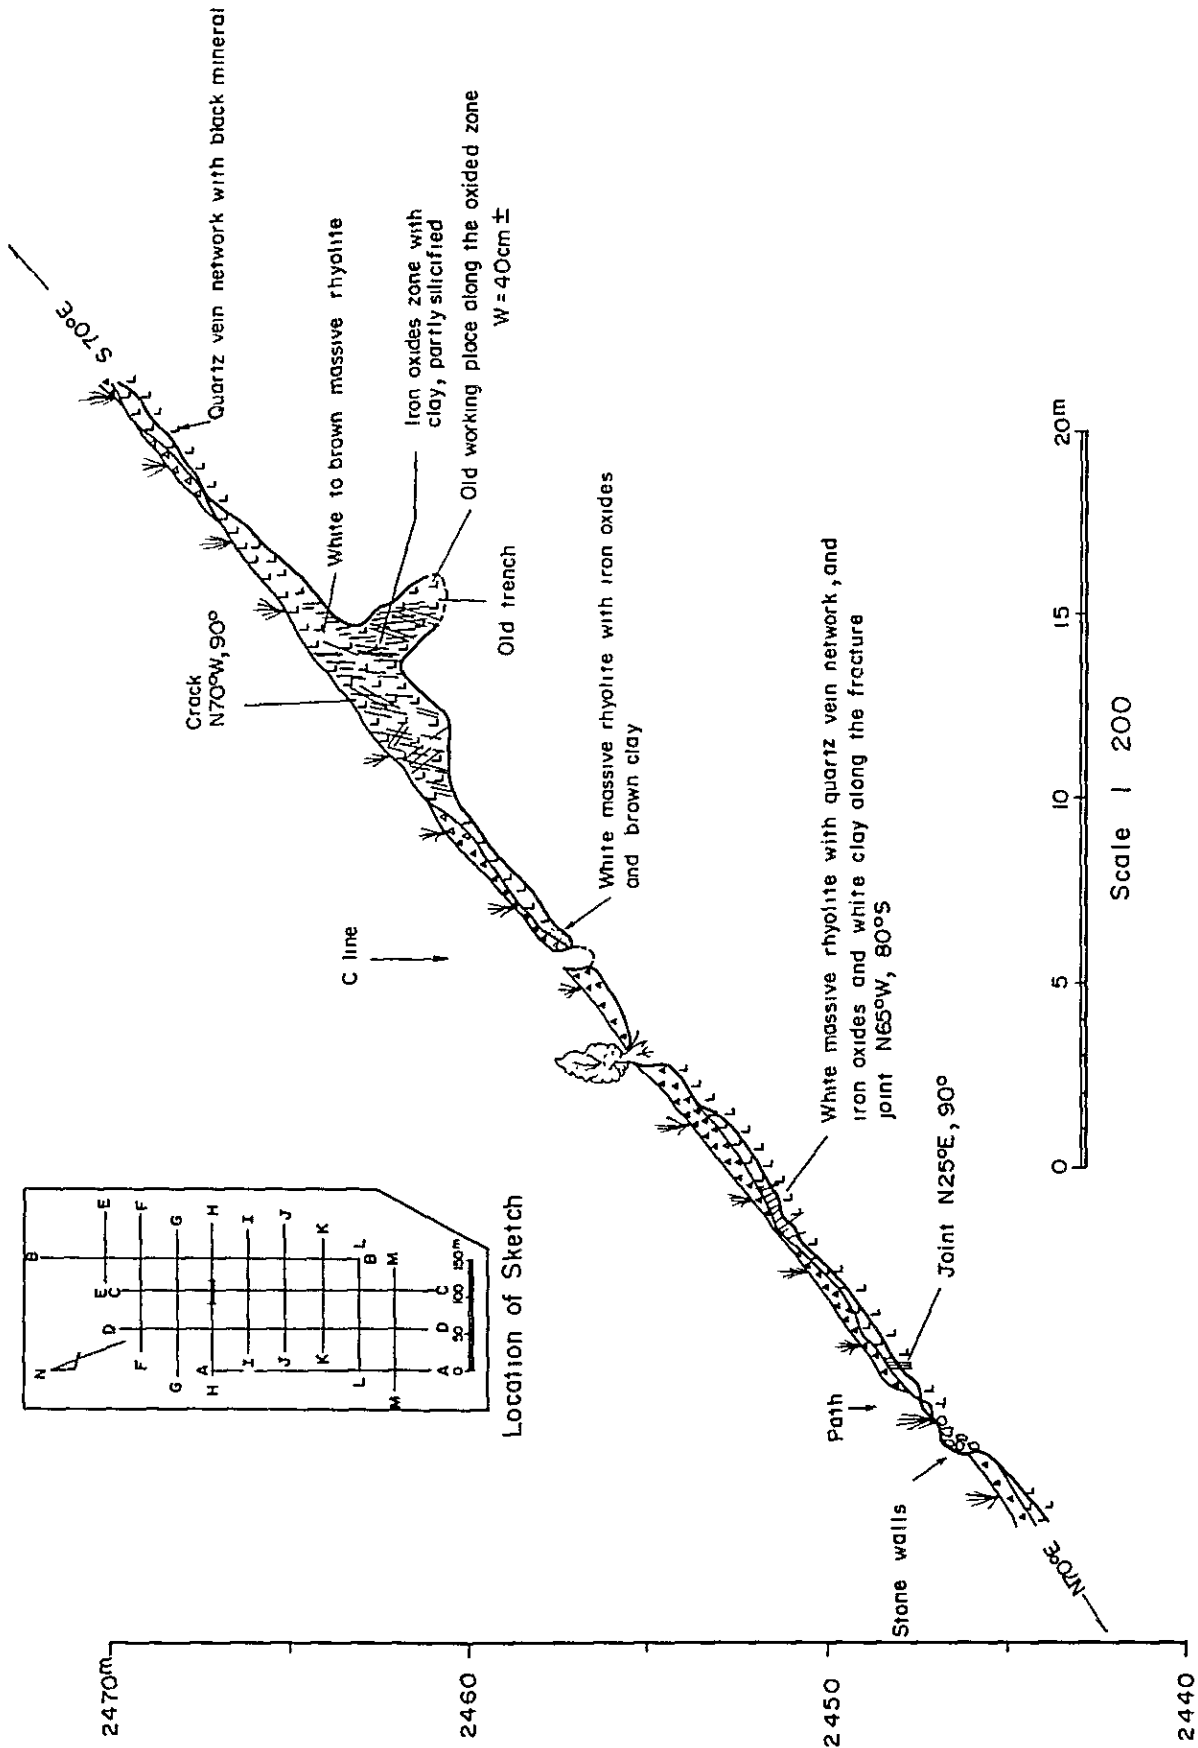 S70°E
Quartz vein network with black mineral
Crack
N70°W, 90°
White to brown massive rhyolite
Iron oxides zone with
clay, partly silicified
Old working place along the oxided zone
W = 40cm ±
Old trench
C line
White massive rhyolite with iron oxides
and brown clay
White massive rhyolite with quartz vein network, and
iron oxides and white clay along the fracture
joint N65°W, 80°S
Joint N25°E, 90°
Path
Stone walls
N70°E
2470m
2460
2450
2440
0 5 10 15 20m
Scale 1 200
N
B
E E
C
D
F F
G G
A
H H
I I
J J
K K
L L
B
M M
A D C
0 50 100 150m
Location of Sketch